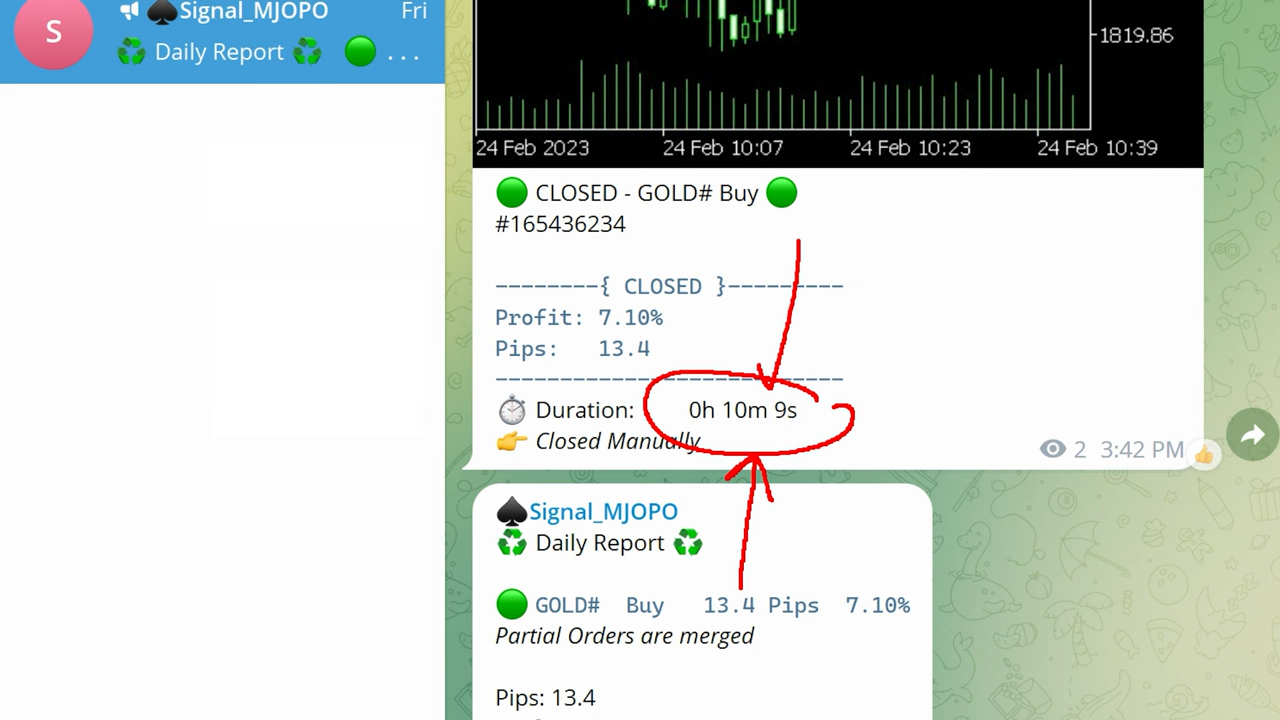 S
Signal_MJOPO
Fri
Daily Report
...
1819.86
24 Feb 2023
24 Feb 10:07
24 Feb 10:23
24 Feb 10:39
CLOSED - GOLD# Buy
#165436234
--------{ CLOSED }---------
Profit: 7.10%
Pips: 13.4
---------------------------
Duration: 0h 10m 9s
Closed Manually
2 3:42 PM
Signal_MJOPO
Daily Report
GOLD# Buy 13.4 Pips 7.10%
Partial Orders are merged
Pips: 13.4